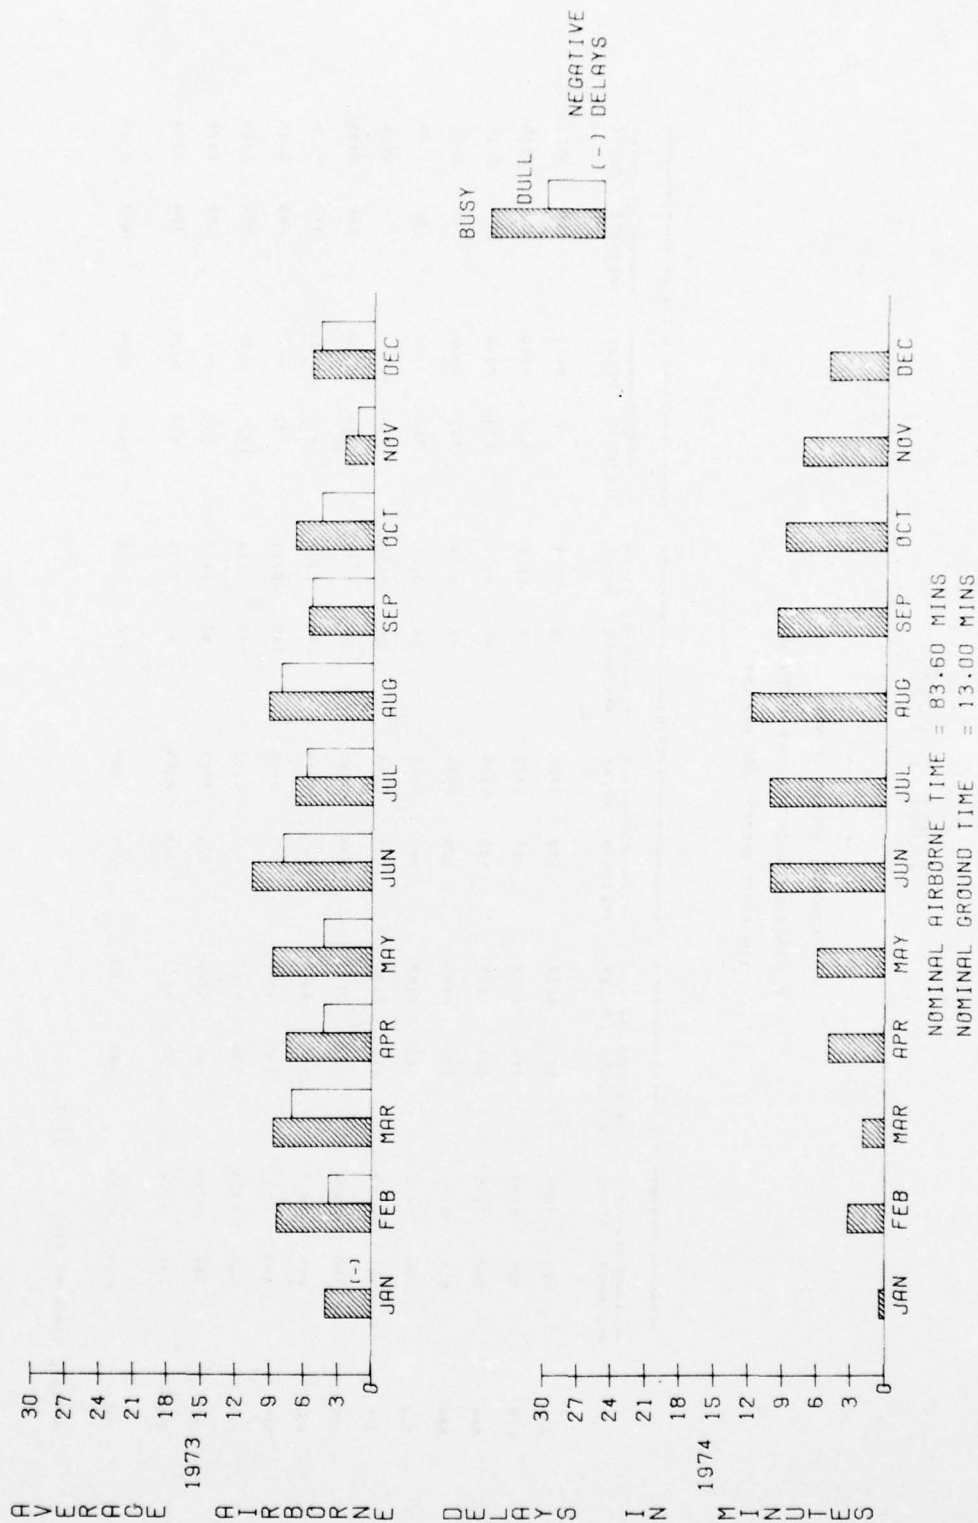 AVERAGE AIRBORNE DELAYS IN MINUTES
1973
30
27
24
21
18
15
12
9
6
3
0
(-)
JAN FEB MAR APR MAY JUN JUL AUG SEP OCT NOV DEC
BUSY
DULL
(-) NEGATIVE
DELAYS
1974
30
27
24
21
18
15
12
9
6
3
0
JAN FEB MAR APR MAY JUN JUL AUG SEP OCT NOV DEC
NOMINAL AIRBORNE TIME = 83.60 MINS
NOMINAL GROUND TIME = 13.00 MINS